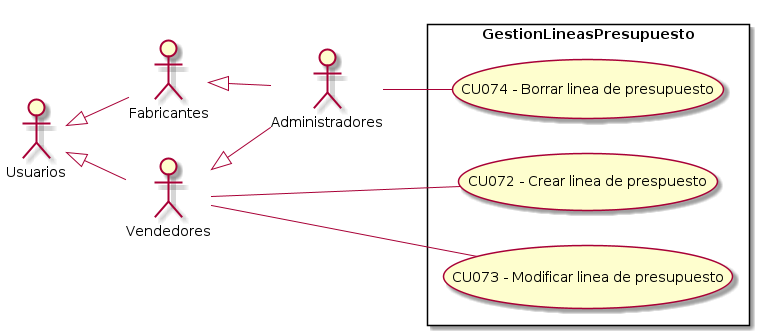 GestionLineasPresupuesto
CU074 - Borrar linea de presupuesto
Fabricantes
Administradores
Usuarios
CU072 - Crear linea de prespuesto
Vendedores
CU073 - Modificar linea de presupuesto